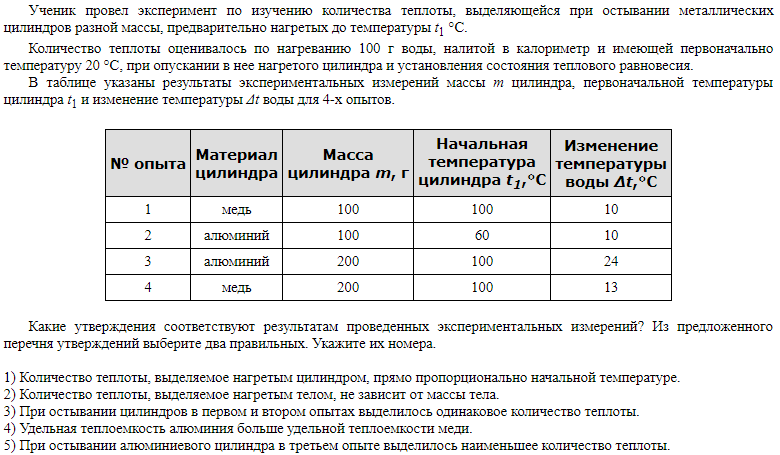 Ученик провел эксперимент по изучению количества теплоты, выделяющейся при остывании металлических
цилиндров разной массы, предварительно нагретых до температуры t1 °C.
Количество теплоты оценивалось по нагреванию 100 г воды, налитой в калориметр и имеющей первоначально
температуру 20 °C, при опускании в нее нагретого цилиндра и установления состояния теплового равновесия.
В таблице указаны результаты экспериментальных измерений массы m цилиндра, первоначальной температуры
цилиндра t1 и изменение температуры Δt воды для 4-х опытов.
№ опыта | Материал цилиндра | Масса цилиндра m, г | Начальная температура цилиндра t1,°C | Изменение температуры воды Δt,°C
1 | медь | 100 | 100 | 10
2 | алюминий | 100 | 60 | 10
3 | алюминий | 200 | 100 | 24
4 | медь | 200 | 100 | 13
Какие утверждения соответствуют результатам проведенных экспериментальных измерений? Из предложенного
перечня утверждений выберите два правильных. Укажите их номера.
1) Количество теплоты, выделяемое нагретым цилиндром, прямо пропорционально начальной температуре.
2) Количество теплоты, выделяемое нагретым телом, не зависит от массы тела.
3) При остывании цилиндров в первом и втором опытах выделилось одинаковое количество теплоты.
4) Удельная теплоемкость алюминия больше удельной теплоемкости меди.
5) При остывании алюминиевого цилиндра в третьем опыте выделилось наименьшее количество теплоты.